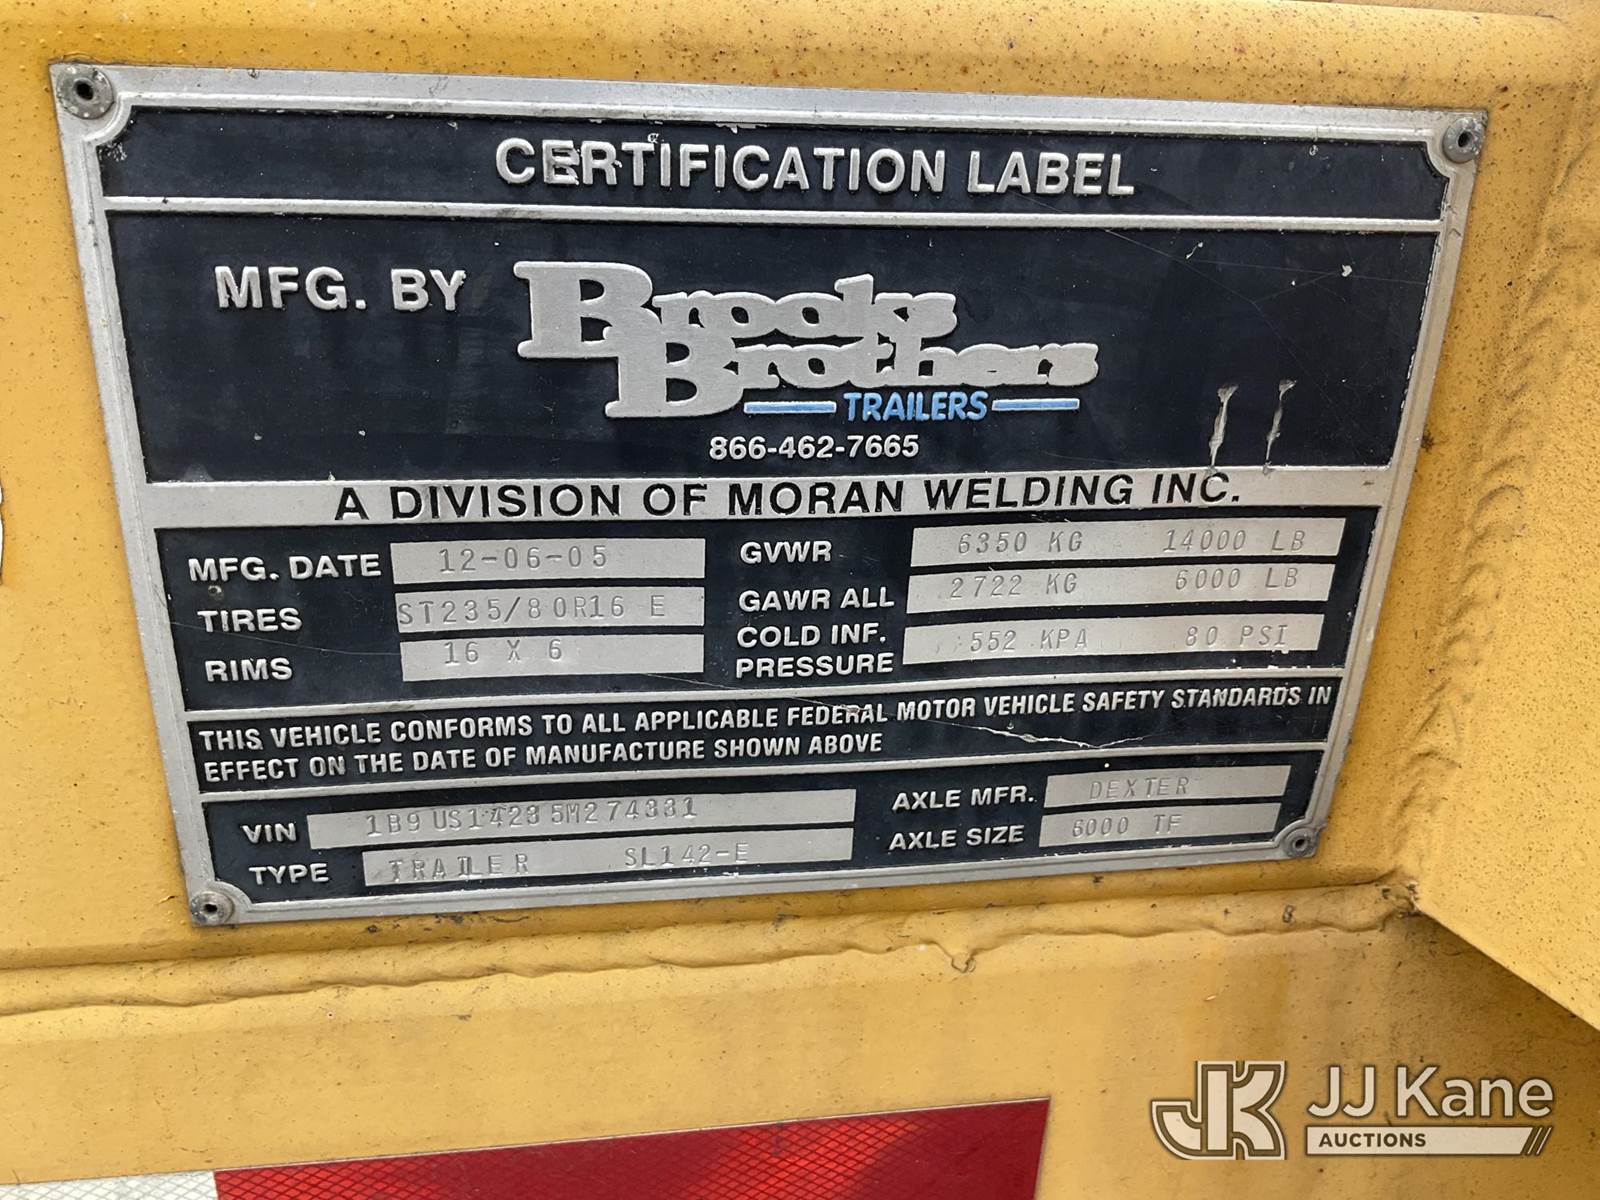 CERTIFICATION LABEL
MFG. BY Brooks Brothers
TRAILERS
866-462-7665
A DIVISION OF MORAN WELDING INC.
MFG. DATE 12-06-05
TIRES ST235/80R16 E
RIMS 16 X 6
GVWR 6350 KG 14000 LB
GAWR ALL 2722 KG 6000 LB
COLD INF. PRESSURE 552 KPA 80 PSI
THIS VEHICLE CONFORMS TO ALL APPLICABLE FEDERAL MOTOR VEHICLE SAFETY STANDARDS IN
EFFECT ON THE DATE OF MANUFACTURE SHOWN ABOVE
VIN 1B9US14235M274331
TYPE TRAILER SL142-E
AXLE MFR. DEXTER
AXLE SIZE 6000 TF
JK JJ Kane
AUCTIONS